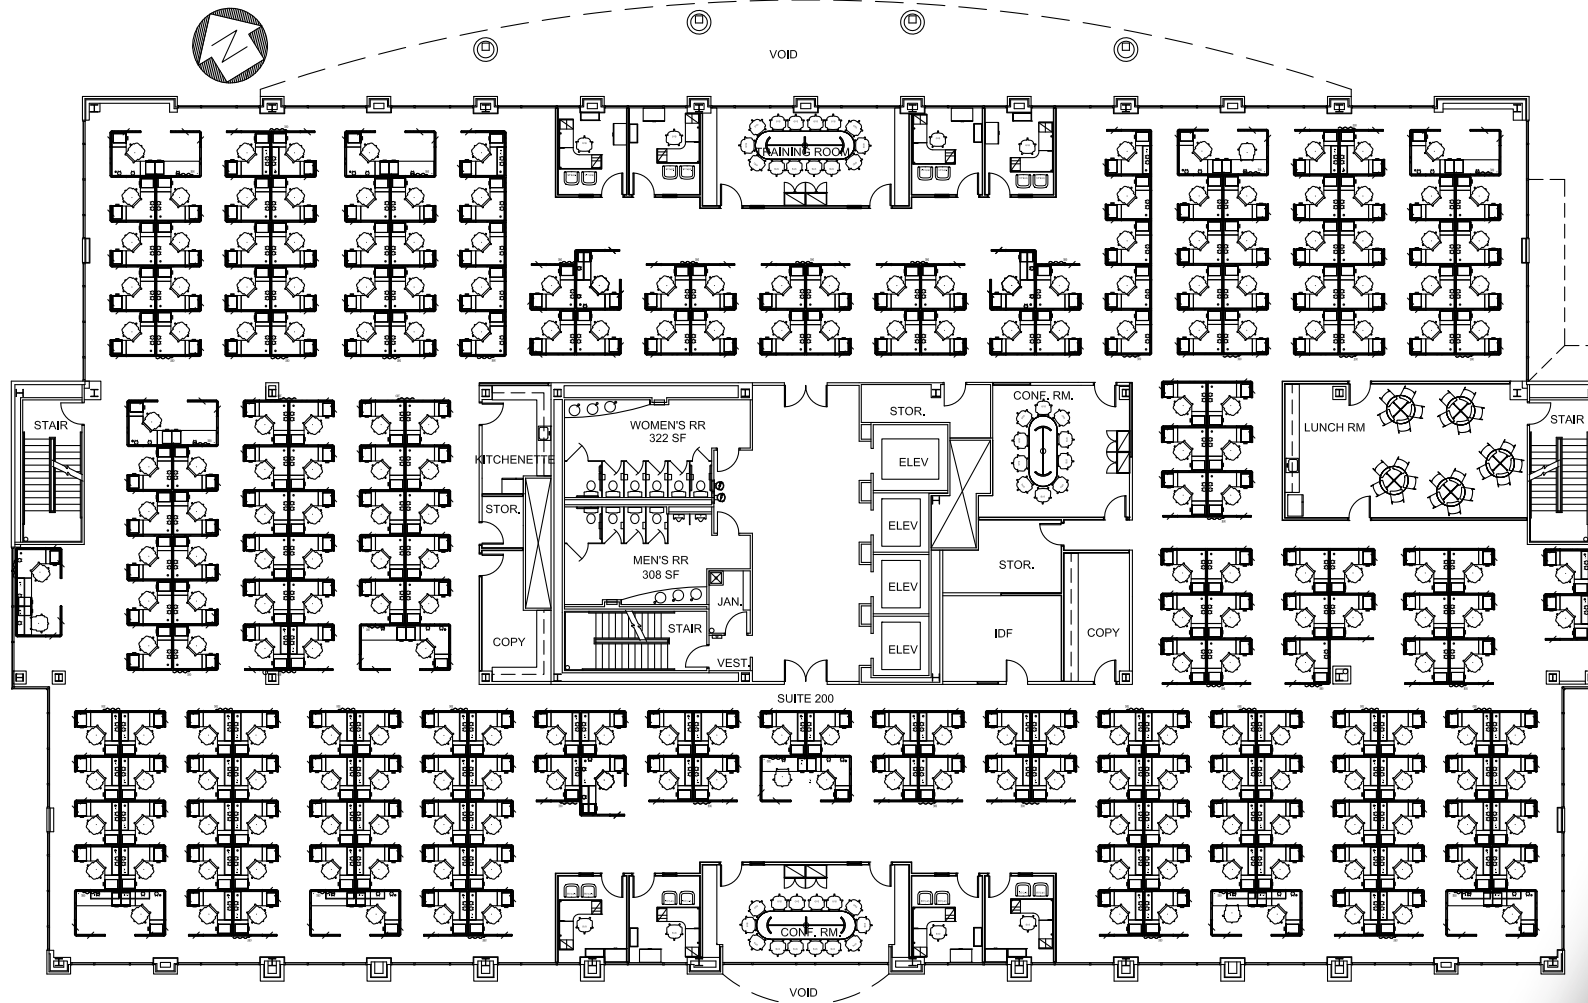 N
VOID
TRAINING ROOM
STAIR
STOR.
CONF. RM.
WOMEN'S RR
322 SF
LUNCH RM
STAIR
KITCHENETTE
ELEV
STOR.
ELEV
MEN'S RR
308 SF
STOR.
ELEV
JAN.
STAIR
IDF
COPY
COPY
ELEV
VEST.
SUITE 200
CONF. RM.
VOID